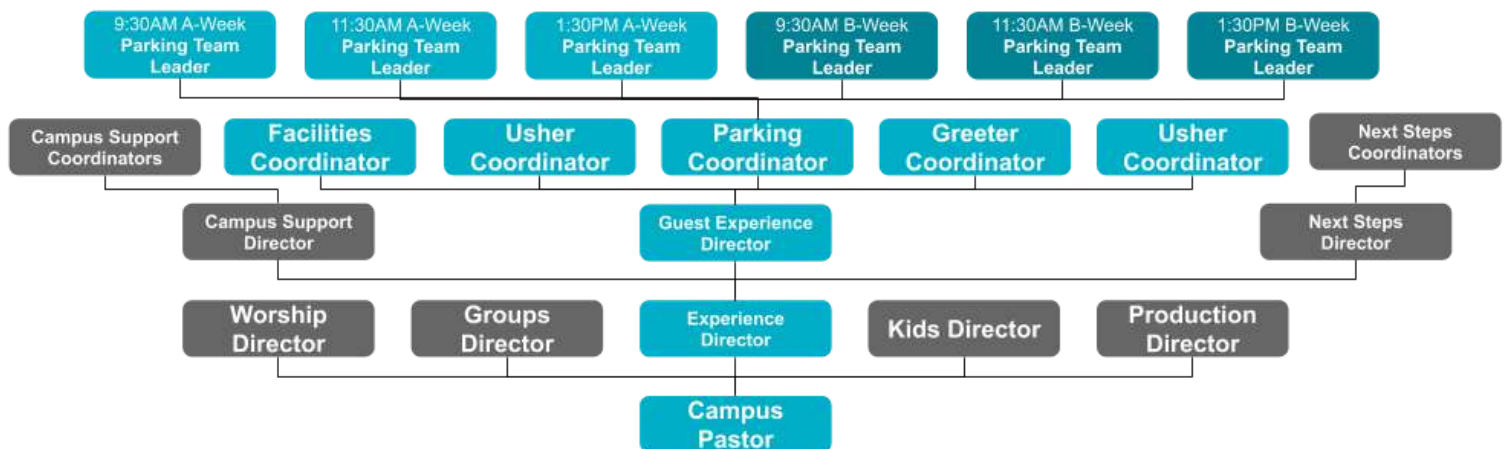 9:30AM A-Week
Parking Team
Leader
11:30AM A-Week
Parking Team
Leader
1:30PM A-Week
Parking Team
Leader
9:30AM B-Week
Parking Team
Leader
11:30AM B-Week
Parking Team
Leader
1:30PM B-Week
Parking Team
Leader
Campus Support
Coordinators
Facilities
Coordinator
Usher
Coordinator
Parking
Coordinator
Greeter
Coordinator
Usher
Coordinator
Next Steps
Coordinators
Campus Support
Director
Guest Experience
Director
Next Steps
Director
Worship
Director
Groups
Director
Experience
Director
Kids Director
Production
Director
Campus
Pastor